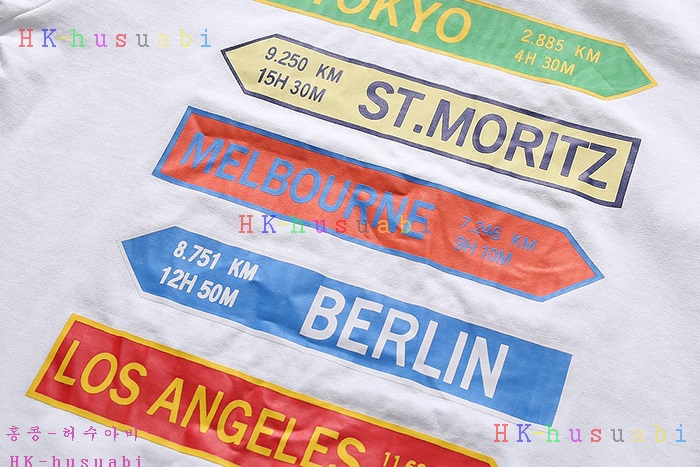 TOKYO
2.885 KM
4H 30M
HK-husuabi
9.250 KM
15H 30M
ST.MORITZ
MELBOURNE
7.246 KM
9H 10M
HK-husuabi
8.751 KM
12H 50M
BERLIN
LOS ANGELES
홍콩-허수아비
HK-husuabi
HK-husuabi